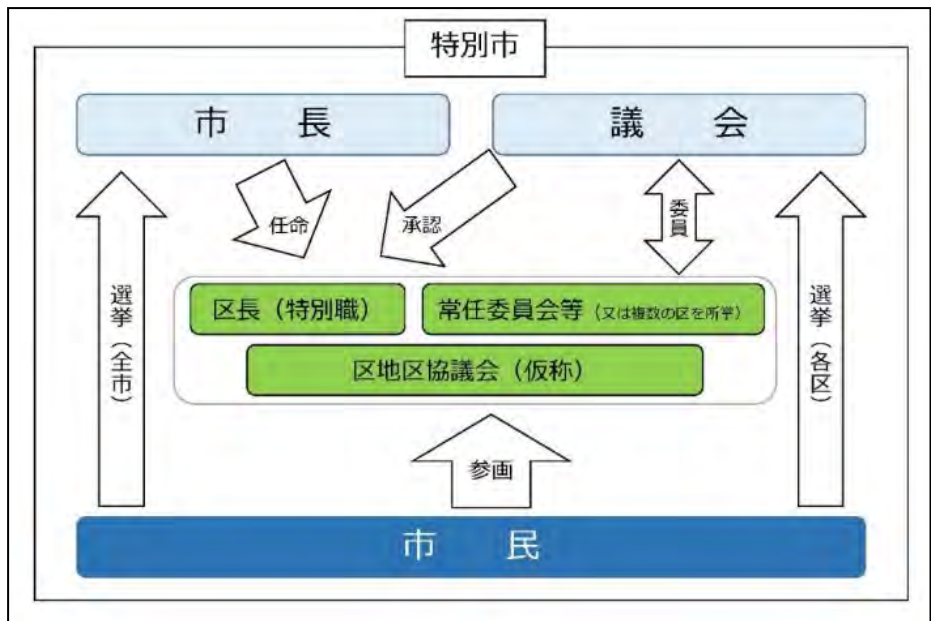 特別市
市長
議会
任命
承認
委員
選挙（全市）
選挙（各区）
区長（特別職）
常任委員会等（又は複数の区を所掌）
区地区協議会（仮称）
参画
市民